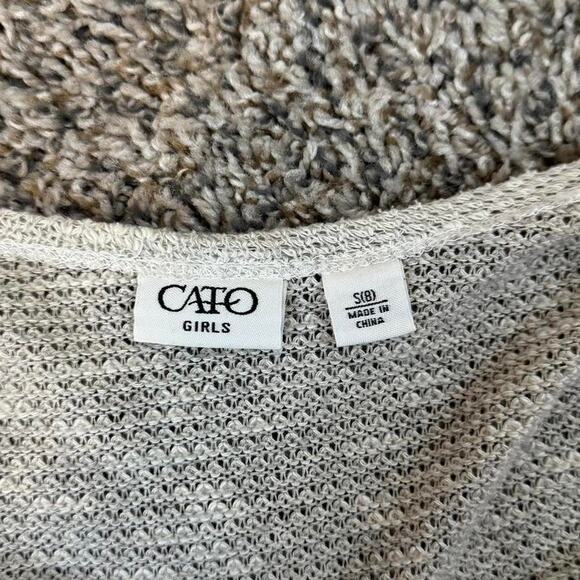 CATO
GIRLS
S(8)
MADE IN
CHINA